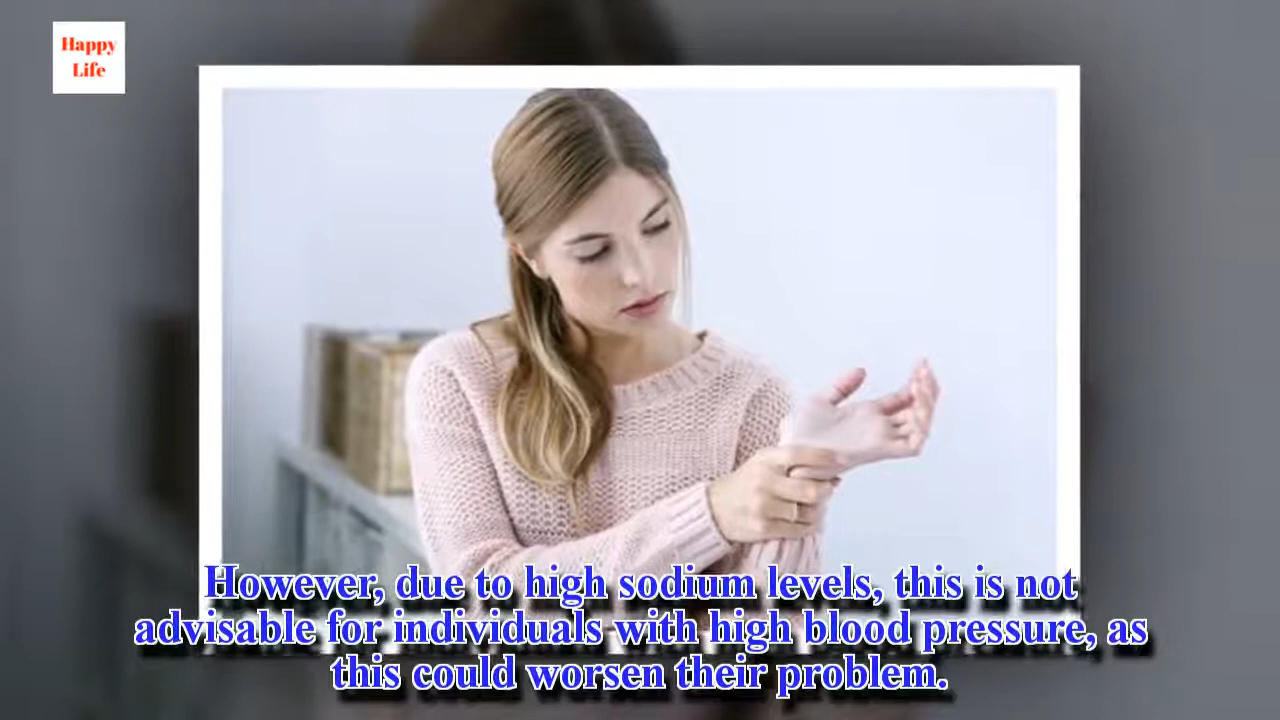 Happy
Life
However, due to high sodium levels, this is not
advisable for individuals with high blood pressure, as
this could worsen their problem.